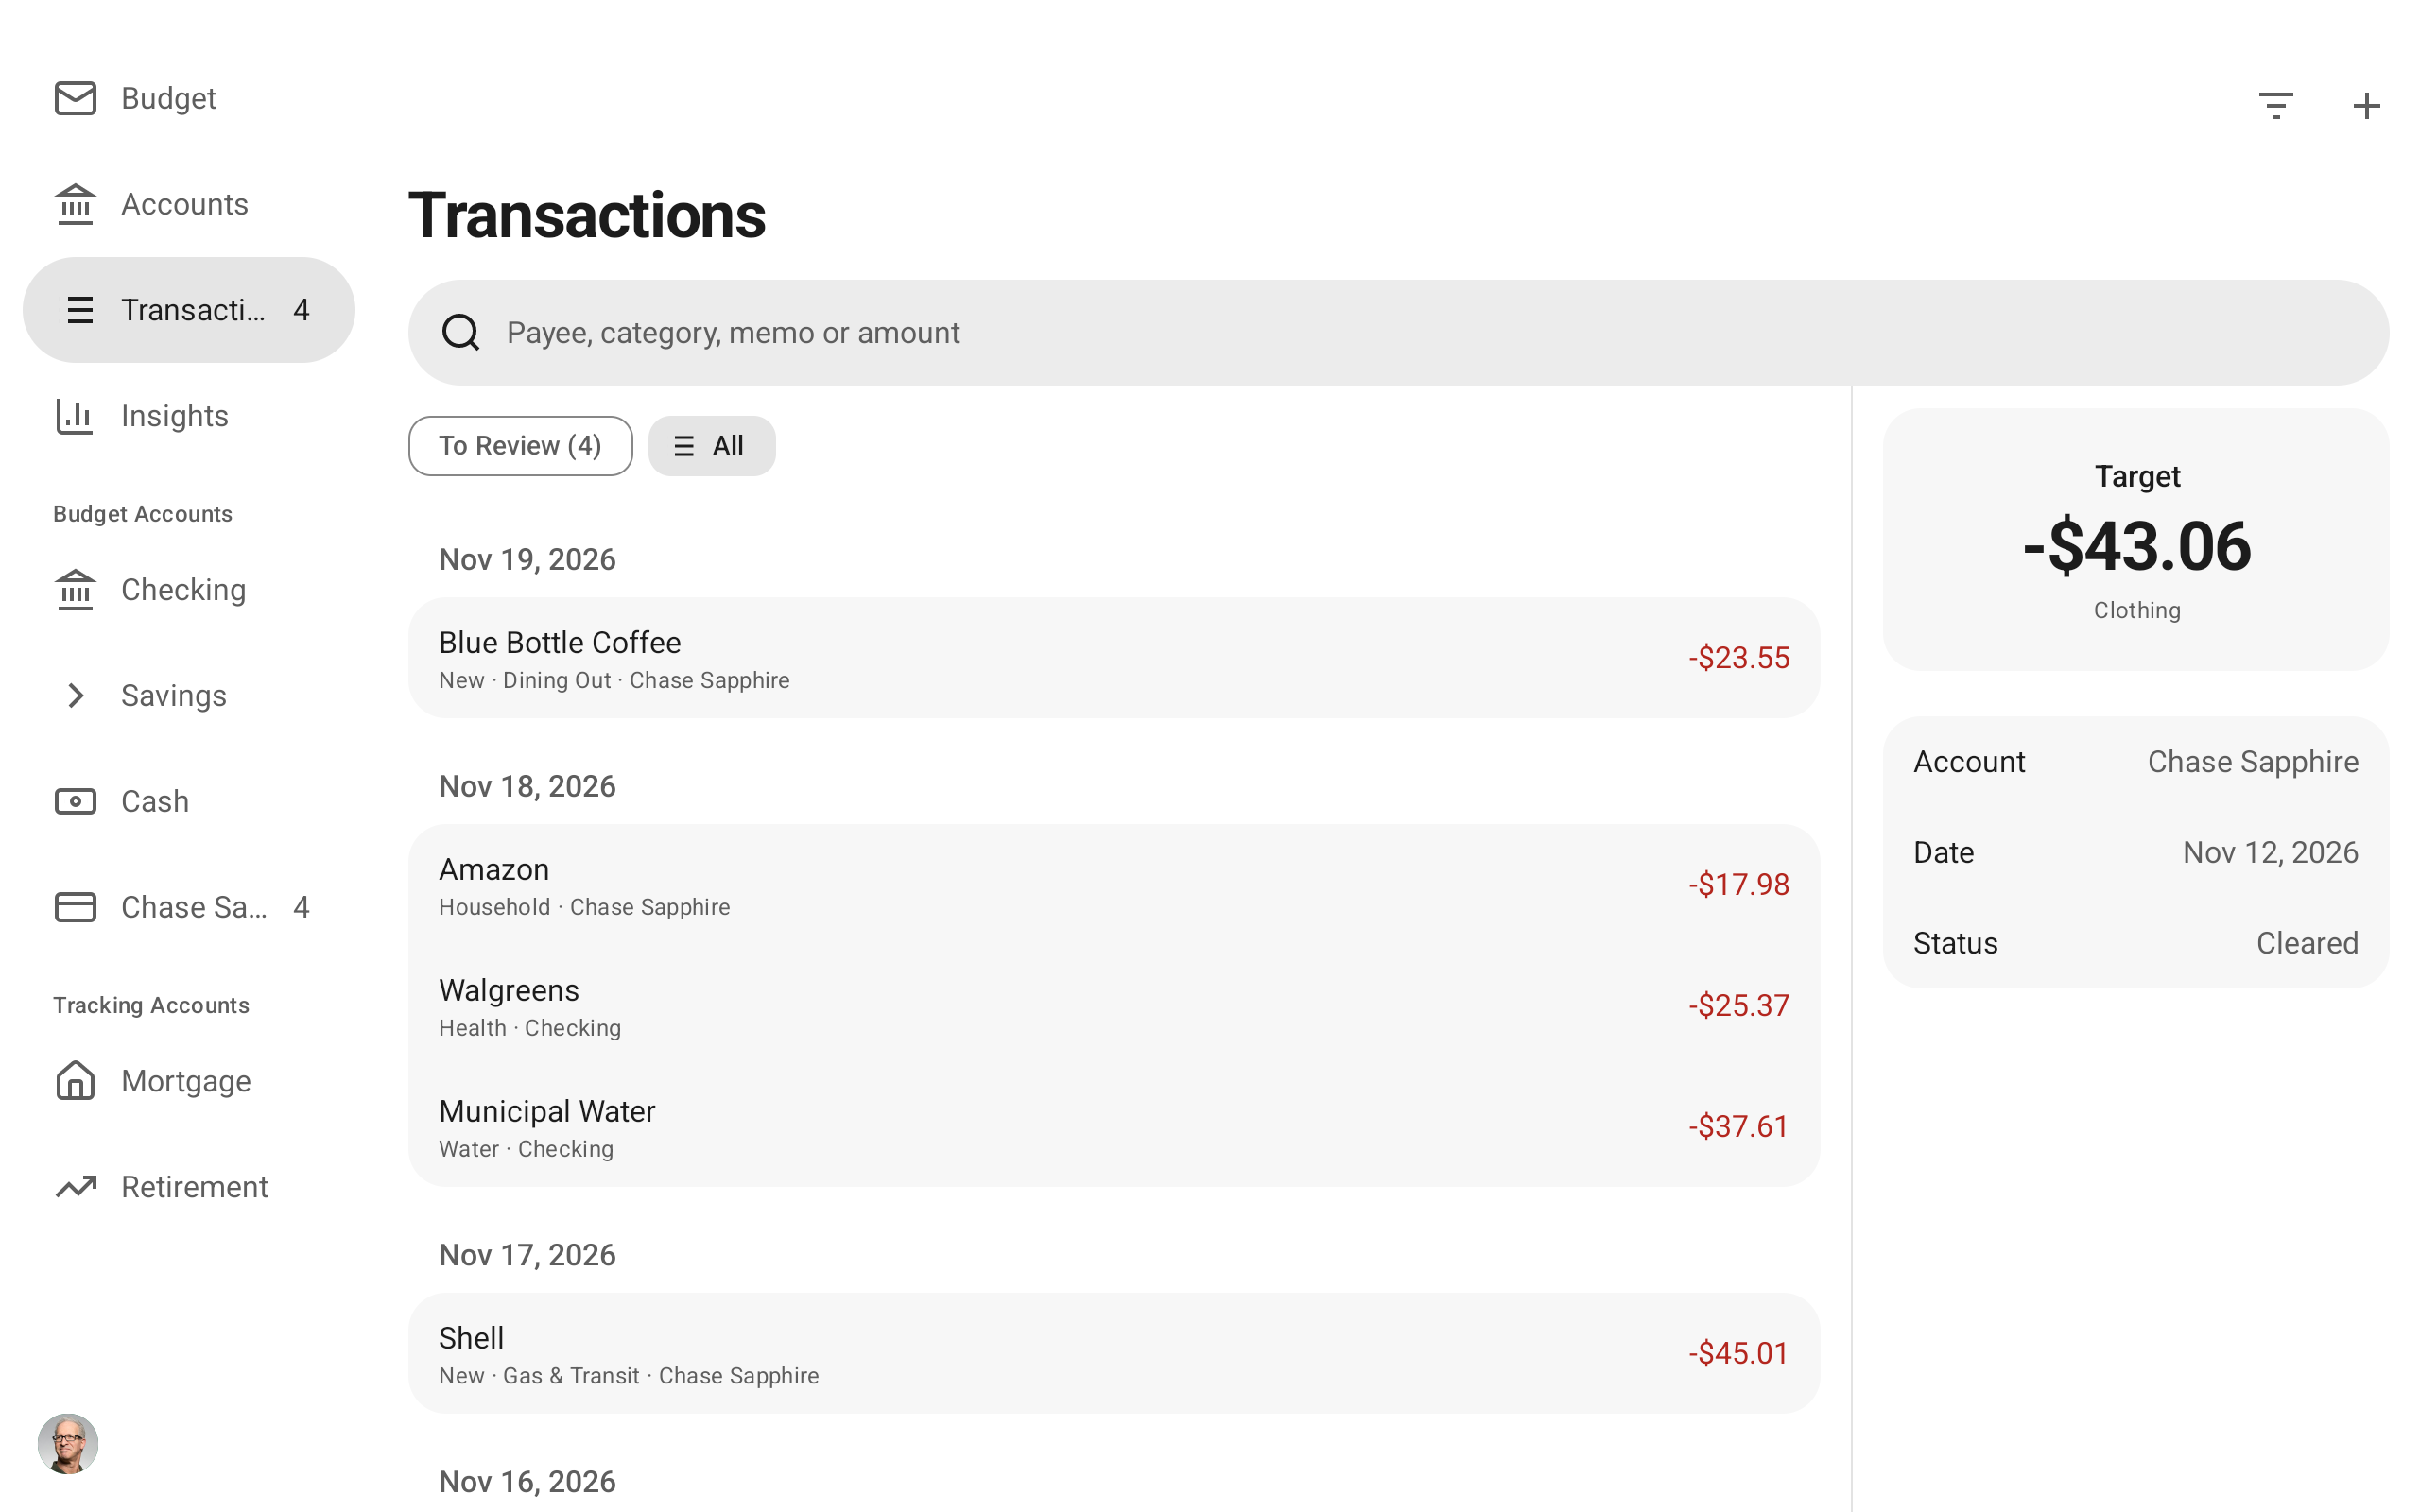 Budget
Accounts
Transacti... 4
Insights
Budget Accounts
Checking
Savings
Cash
Chase Sa... 4
Tracking Accounts
Mortgage
Retirement
Transactions
Payee, category, memo or amount
To Review (4)
All
Nov 19, 2026
Blue Bottle Coffee
New · Dining Out · Chase Sapphire
-$23.55
Nov 18, 2026
Amazon
Household · Chase Sapphire
-$17.98
Walgreens
Health · Checking
-$25.37
Municipal Water
Water · Checking
-$37.61
Nov 17, 2026
Shell
New · Gas & Transit · Chase Sapphire
-$45.01
Nov 16, 2026
Target
-$43.06
Clothing
Account Chase Sapphire
Date Nov 12, 2026
Status Cleared